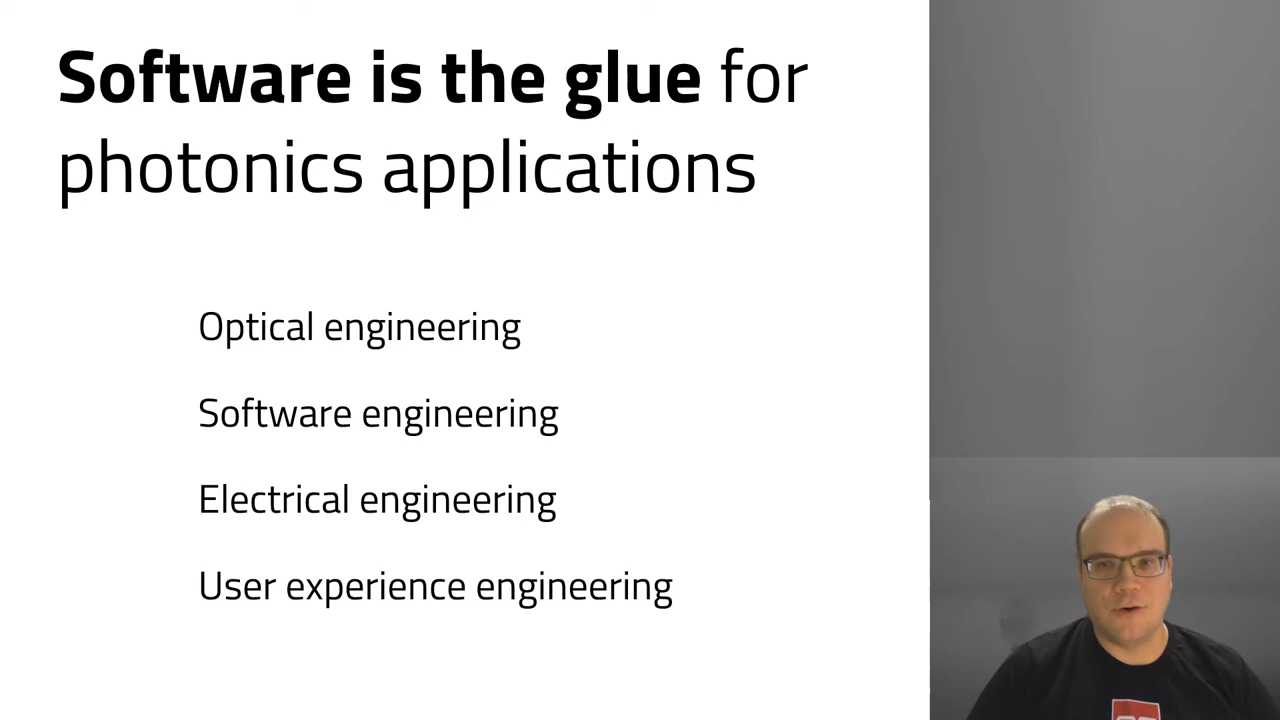 Software is the glue for
photonics applications
Optical engineering
Software engineering
Electrical engineering
User experience engineering